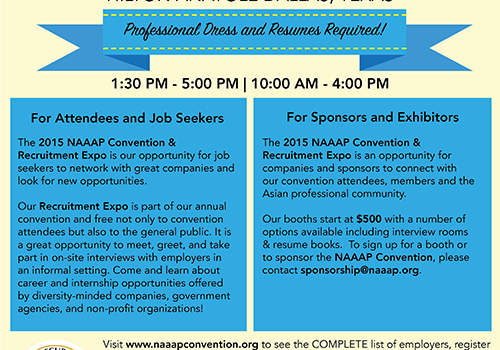 HILTON ANATOLE DALLAS, TEXAS
Professional Dress and Resumes Required!
1:30 PM - 5:00 PM | 10:00 AM - 4:00 PM
For Attendees and Job Seekers
The 2015 NAAAP Convention &
Recruitment Expo is our opportunity for job
seekers to network with great companies and
look for new opportunities.
Our Recruitment Expo is part of our annual
convention and free not only to convention
attendees but also to the general public. It is
a great opportunity to meet, greet, and take
part in on-site interviews with employers in
an informal setting. Come and learn about
career and internship opportunities offered
by diversity-minded companies, government
agencies, and non-profit organizations!
For Sponsors and Exhibitors
The 2015 NAAAP Convention &
Recruitment Expo is an opportunity for
companies and sponsors to connect with
our convention attendees, members and the
Asian professional community.
Our booths start at $500 with a number of
options available including interview rooms
& resume books. To sign up for a booth or
to sponsor the NAAAP Convention, please
contact sponsorship@naaap.org.
Visit www.naaapconvention.org to see the COMPLETE list of employers, register